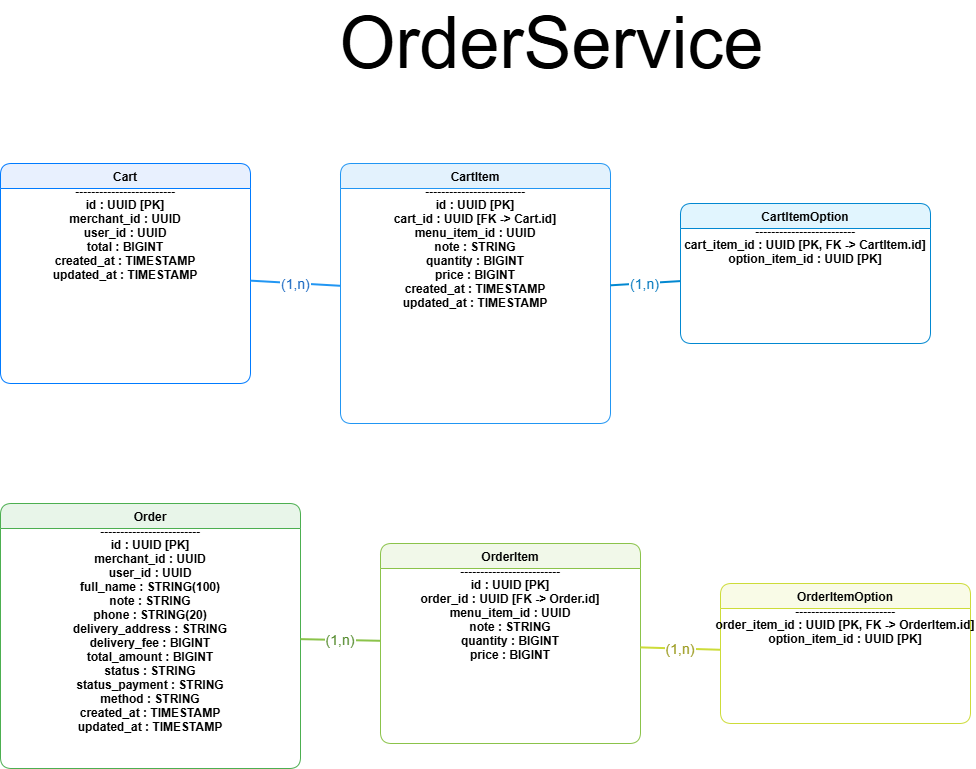 OrderService
Cart
-------------------------
id : UUID [PK]
merchant_id : UUID
user_id : UUID
total : BIGINT
created_at : TIMESTAMP
updated_at : TIMESTAMP
(1,n)
CartItem
-------------------------
id : UUID [PK]
cart_id : UUID [FK -> Cart.id]
menu_item_id : UUID
note : STRING
quantity : BIGINT
price : BIGINT
created_at : TIMESTAMP
updated_at : TIMESTAMP
(1,n)
CartItemOption
-------------------------
cart_item_id : UUID [PK, FK -> CartItem.id]
option_item_id : UUID [PK]
Order
-------------------------
id : UUID [PK]
merchant_id : UUID
user_id : UUID
full_name : STRING(100)
note : STRING
phone : STRING(20)
delivery_address : STRING
delivery_fee : BIGINT
total_amount : BIGINT
status : STRING
status_payment : STRING
method : STRING
created_at : TIMESTAMP
updated_at : TIMESTAMP
(1,n)
OrderItem
-------------------------
id : UUID [PK]
order_id : UUID [FK -> Order.id]
menu_item_id : UUID
note : STRING
quantity : BIGINT
price : BIGINT
(1,n)
OrderItemOption
-------------------------
order_item_id : UUID [PK, FK -> OrderItem.id]
option_item_id : UUID [PK]